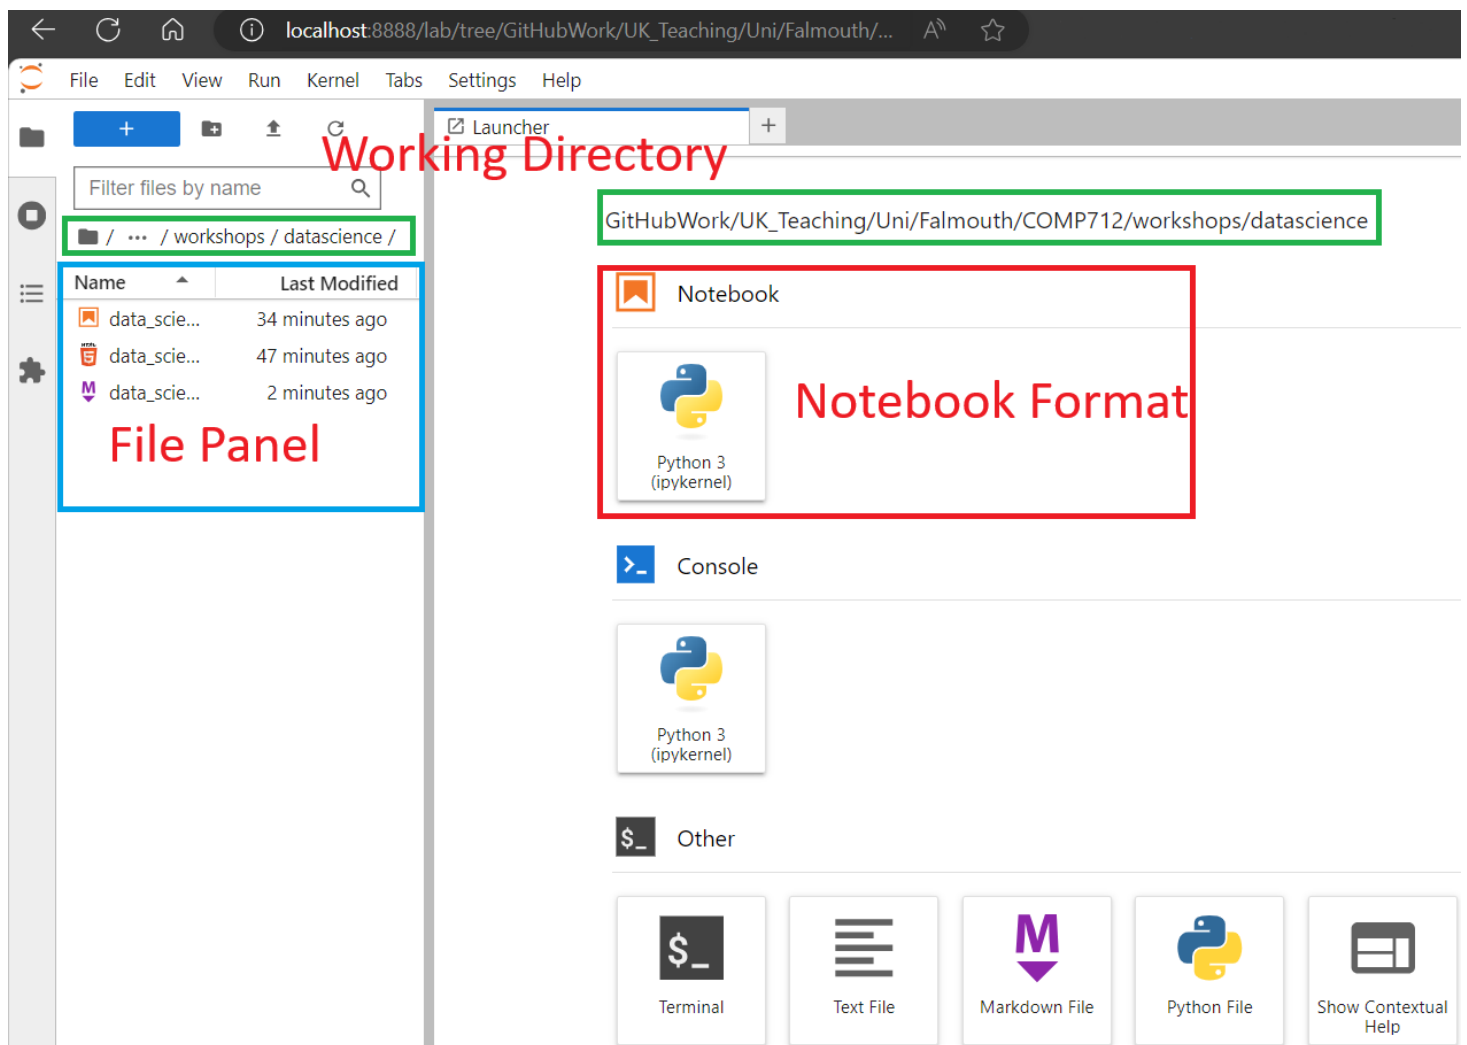 localhost:8888/lab/tree/GitHubWork/UK_Teaching/Uni/Falmouth/...
File Edit View Run Kernel Tabs Settings Help
+
Launcher
+
Working Directory
Filter files by name
/ ··· / workshops / datascience /
GitHubWork/UK_Teaching/Uni/Falmouth/COMP712/workshops/datascience
Name Last Modified
data_scie... 34 minutes ago
data_scie... 47 minutes ago
data_scie... 2 minutes ago
File Panel
Notebook
Python 3
(ipykernel)
Notebook Format
Console
Python 3
(ipykernel)
$_ Other
$_
Terminal
Text File
M
Markdown File
Python File
Show Contextual
Help